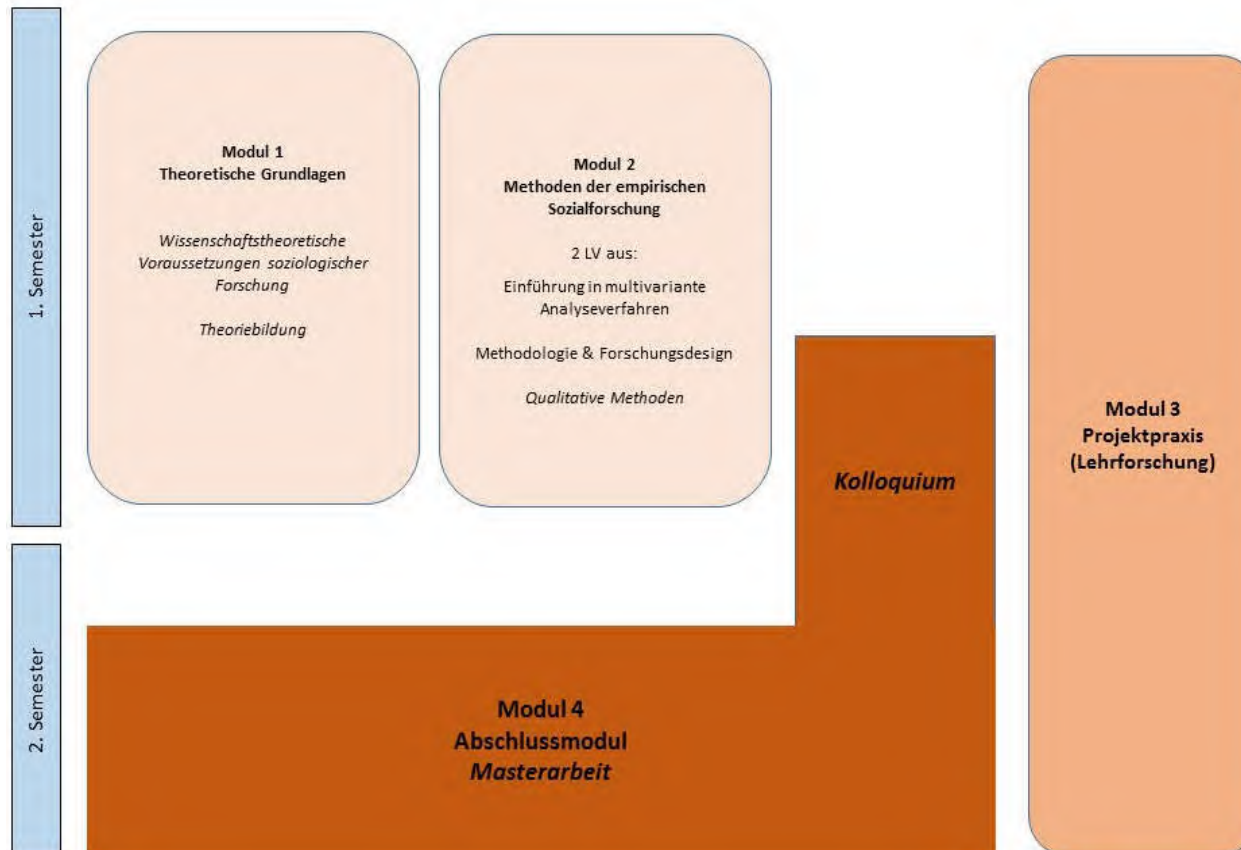 1. Semester
Modul 1
Theoretische Grundlagen
Wissenschaftstheoretische
Voraussetzungen soziologischer
Forschung
Theoriebildung
Modul 2
Methoden der empirischen
Sozialforschung
2 LV aus:
Einführung in multivariante
Analyseverfahren
Methodologie & Forschungsdesign
Qualitative Methoden
Kolloquium
Modul 3
Projektpraxis
(Lehrforschung)
2. Semester
Modul 4
Abschlussmodul
Masterarbeit